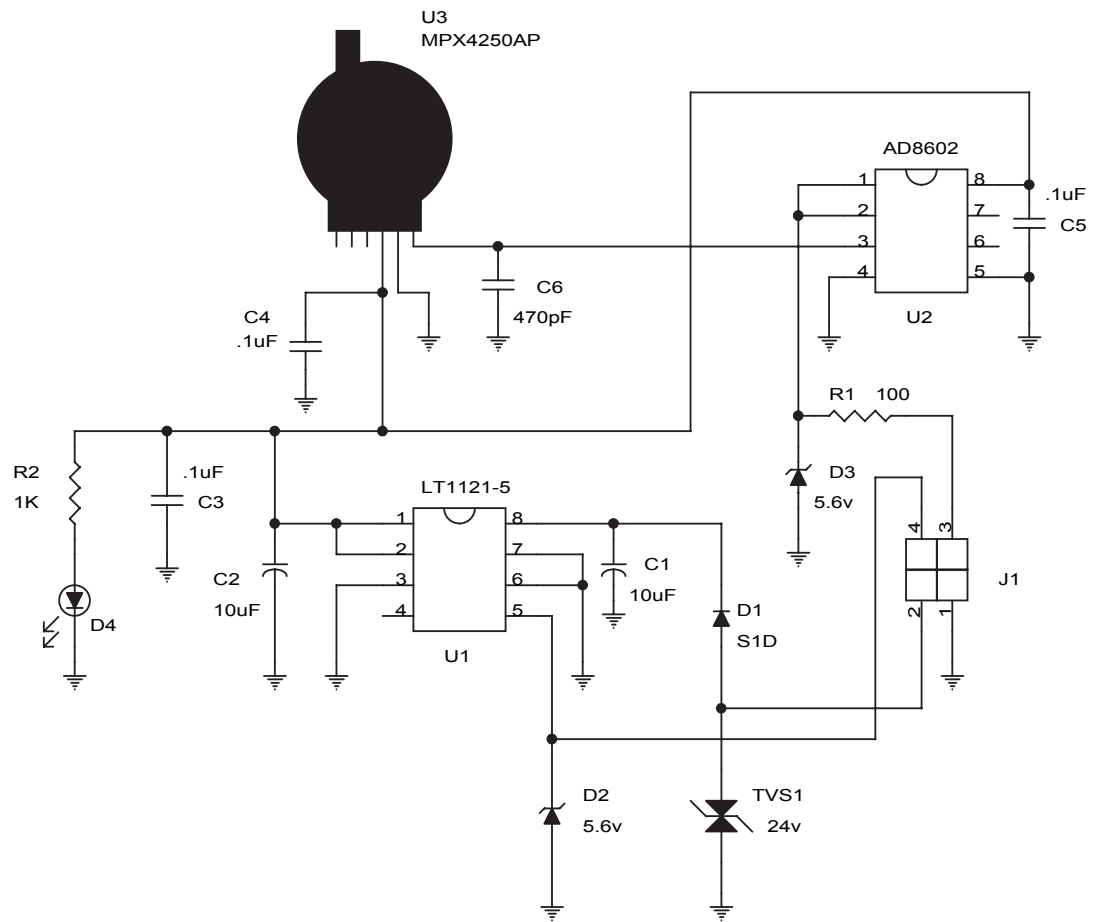 U3
MPX4250AP
AD8602
1
2
3
4
8
7
6
5
.1uF
C5
U2
C6
470pF
C4
.1uF
R1 100
D3
5.6v
R2
1K
.1uF
C3
LT1121-5
1
2
3
4
8
7
6
5
U1
C2
10uF
C1
10uF
D4
D1
S1D
4
3
2
1
J1
D2
5.6v
TVS1
24v